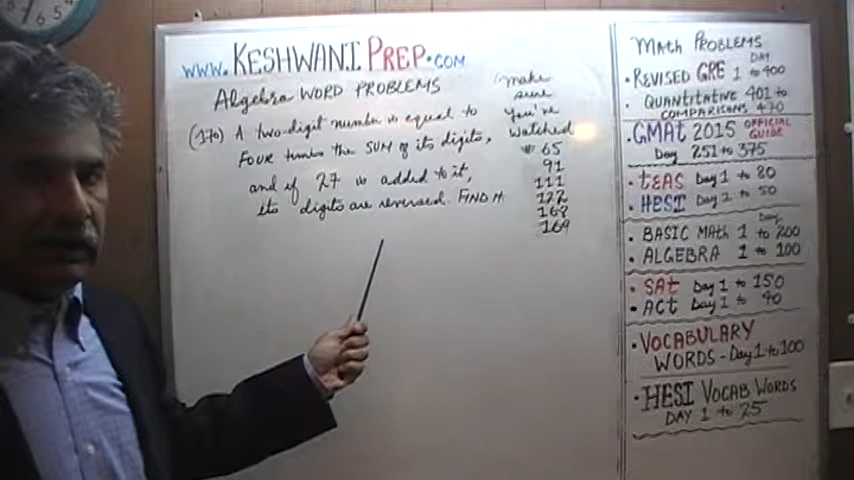 www.KESHWANI PREP.COM
Algebra WORD PROBLEMS
(170) A two-digit number is equal to
FOUR times the SUM of its digits,
and if 27 is added to it,
its digits are reversed. FIND it.
make
sure
you've
watched
# 65
91
111
122
168
169
MATH PROBLEMS
DAY
• REVISED GRE 1 to 400
• QUANTITATIVE 401 to
COMPARISONS 470
• GMAt 2015 OFFICIAL
GUIDE
Day 251 to 375
• tEAS Day 1 to 80
• HESI Day 1 to 50
Day
• BASIC MATH 1 to 200
• ALGEBRA 1 to 100
• SAt Day 1 to 150
• ACt Day 1 to 40
• VOCABULARY
WORDS - Day 1 to 100
• HESI VOCAB WORDS
DAY 1 to 25
7 6 5 4